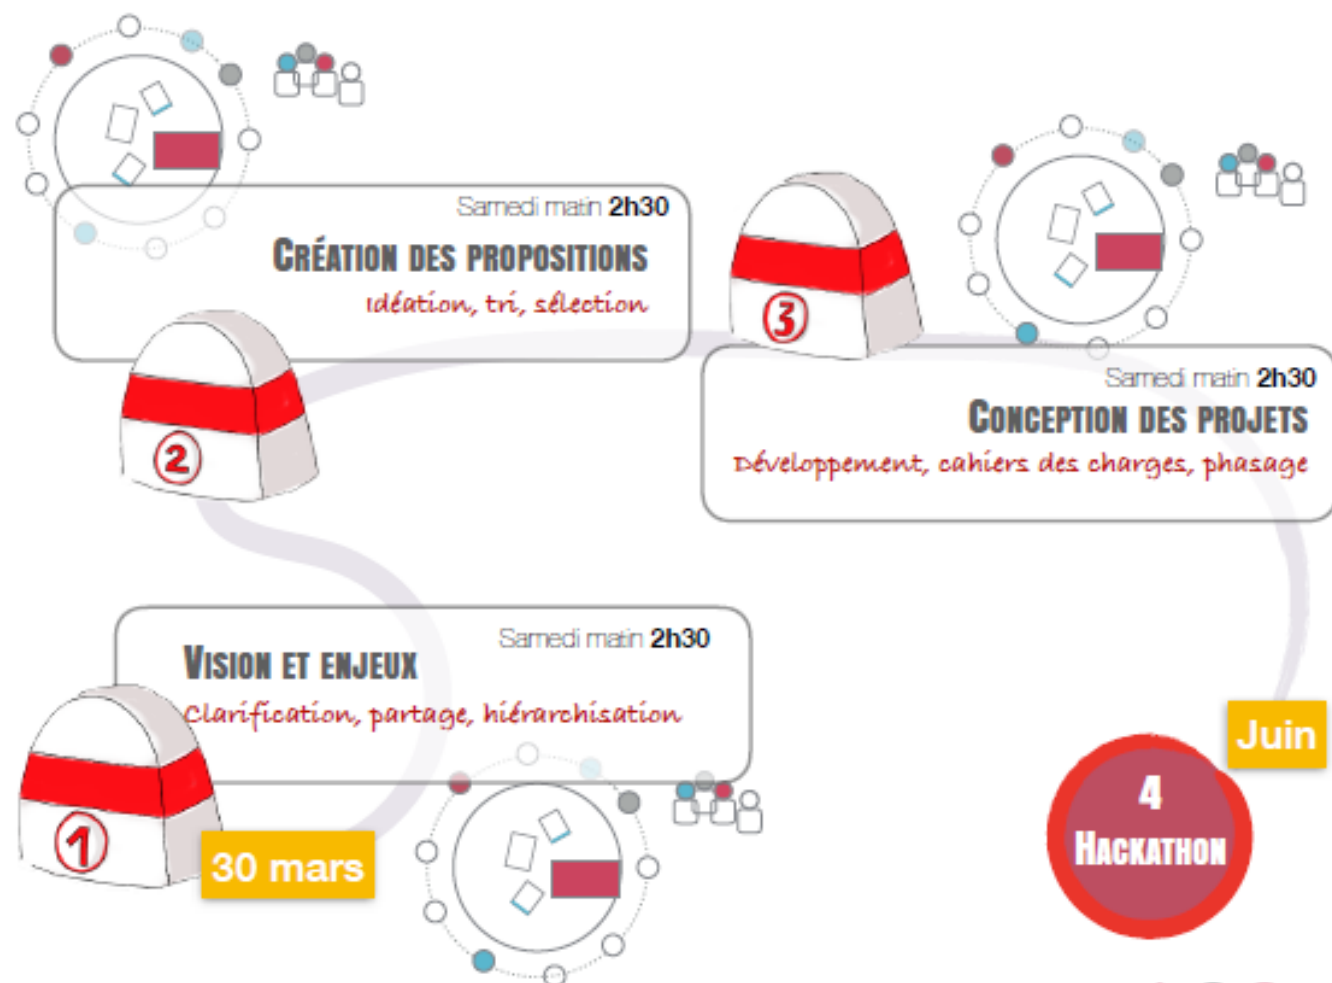 Samedi matin 2h30
CRÉATION DES PROPOSITIONS
Idéation, tri, sélection
2
3
Samedi matin 2h30
CONCEPTION DES PROJETS
Développement, cahiers des charges, phasage
Samedi matin 2h30
VISION ET ENJEUX
Clarification, partage, hiérarchisation
1
30 mars
Juin
4
HACKATHON